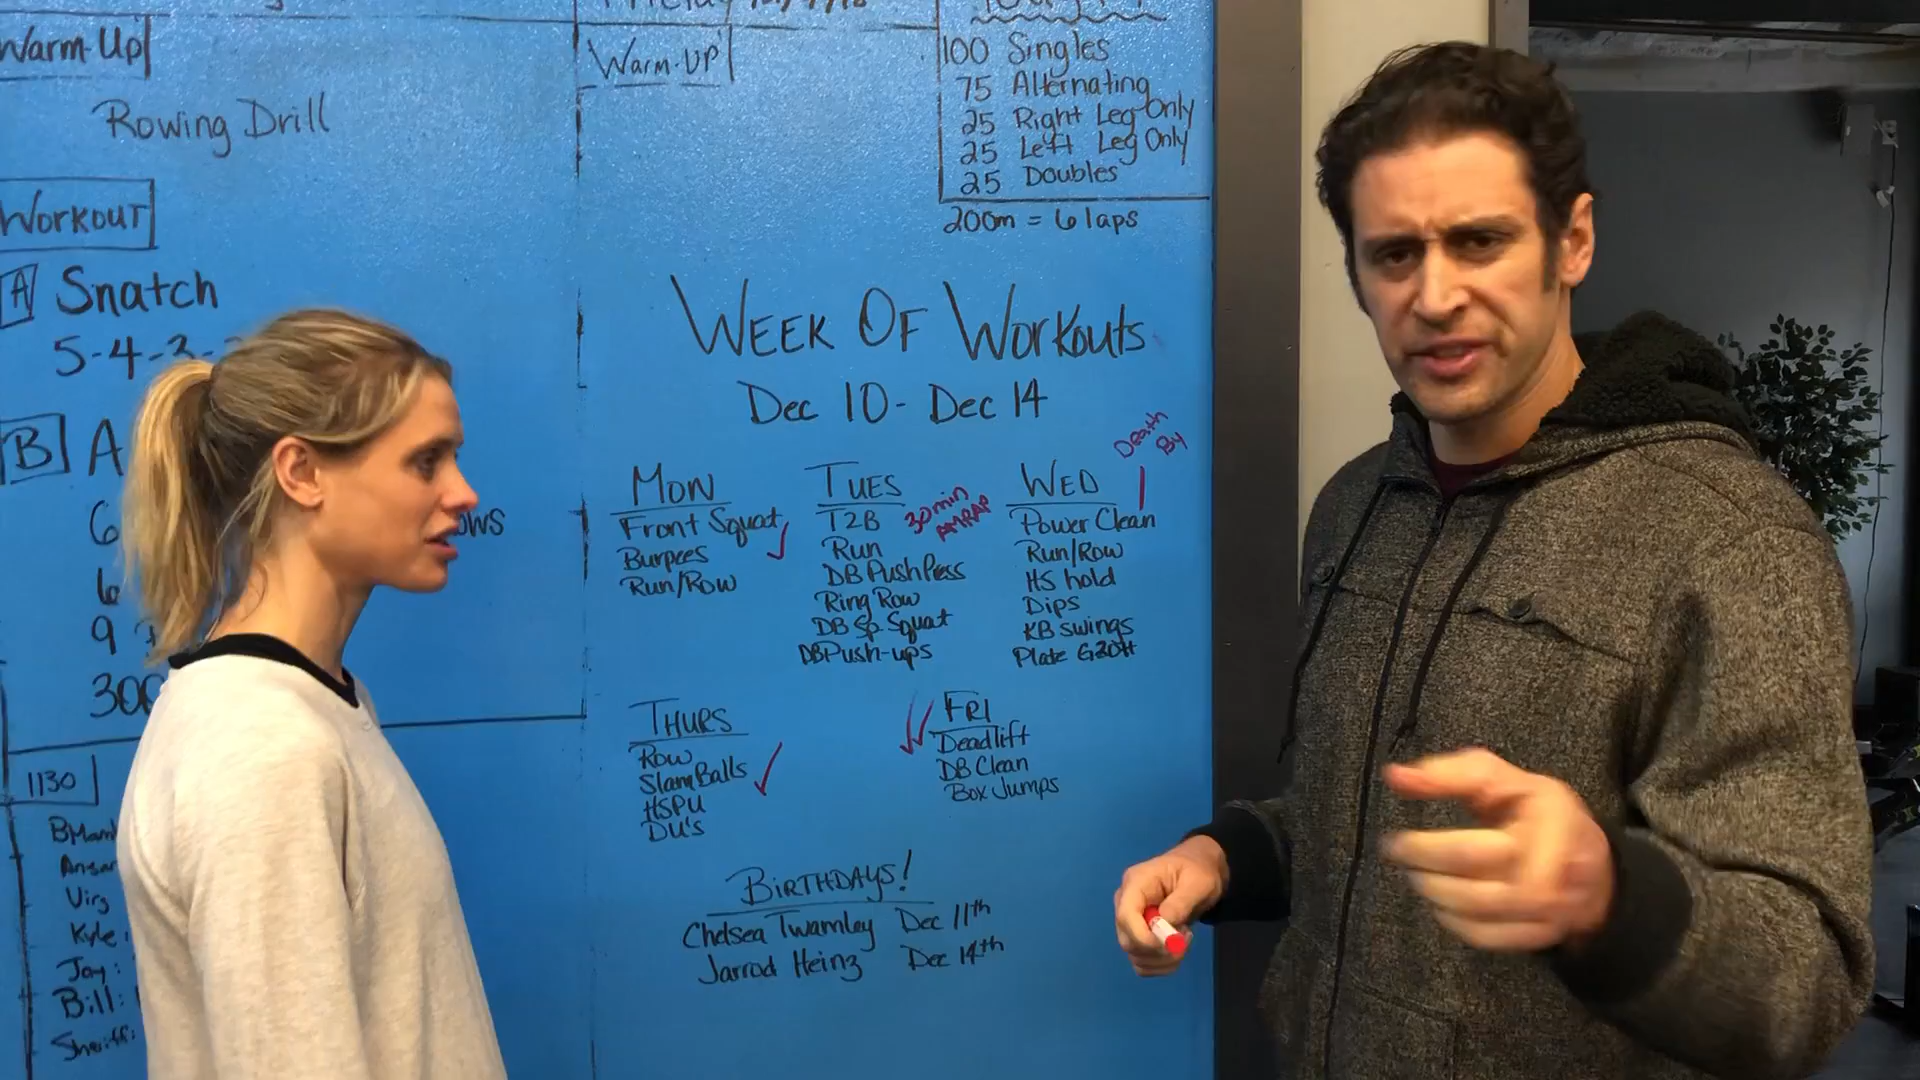 Warm-Up
Rowing Drill
Workout
A Snatch
5-4-3-
B A
6
6
9
300
1130
Virg
Kyle
Jay:
Bill:
Warm-Up
100 Singles
75 Alternating
25 Right Leg Only
25 Left Leg Only
25 Doubles
200m = 6 laps
Week Of Workouts
Dec 10 - Dec 14
Mon
Front Squat
Burpees
Run/Row
Tues
30min
AMRAP
T2B
Run
DB Push Press
Ring Row
DB Sp. Squat
DB Push-ups
Wed
Death
By
Power Clean
Run/Row
HS hold
Dips
KB swings
Plate G2OH
Thurs
Row
Slam Balls
HSPU
DU's
Fri
Deadlift
DB Clean
Box Jumps
Birthdays!
Chelsea Twamley Dec 11th
Jarrod Heinz Dec 14th